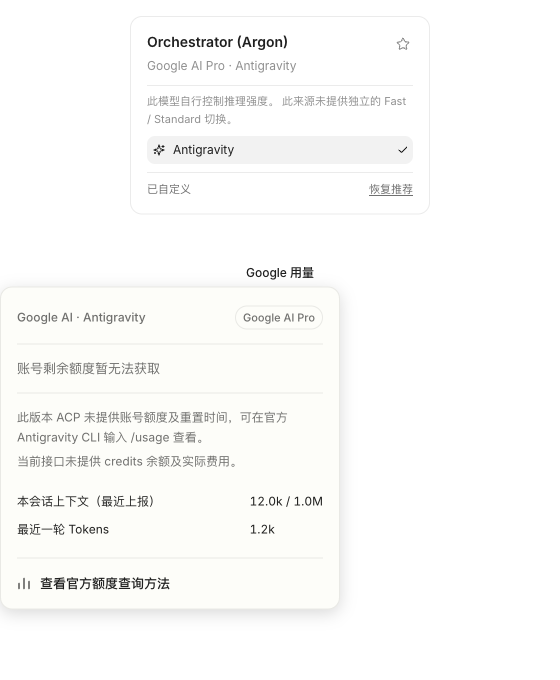 Orchestrator (Argon)
Google AI Pro · Antigravity
此模型自行控制推理强度。 此来源未提供独立的 Fast
/ Standard 切换。
Antigravity
已自定义
恢复推荐
Google 用量
Google AI · Antigravity
Google AI Pro
账号剩余额度暂无法获取
此版本 ACP 未提供账号额度及重置时间，可在官方
Antigravity CLI 输入 /usage 查看。
当前接口未提供 credits 余额及实际费用。
本会话上下文（最近上报） 12.0k / 1.0M
最近一轮 Tokens 1.2k
查看官方额度查询方法